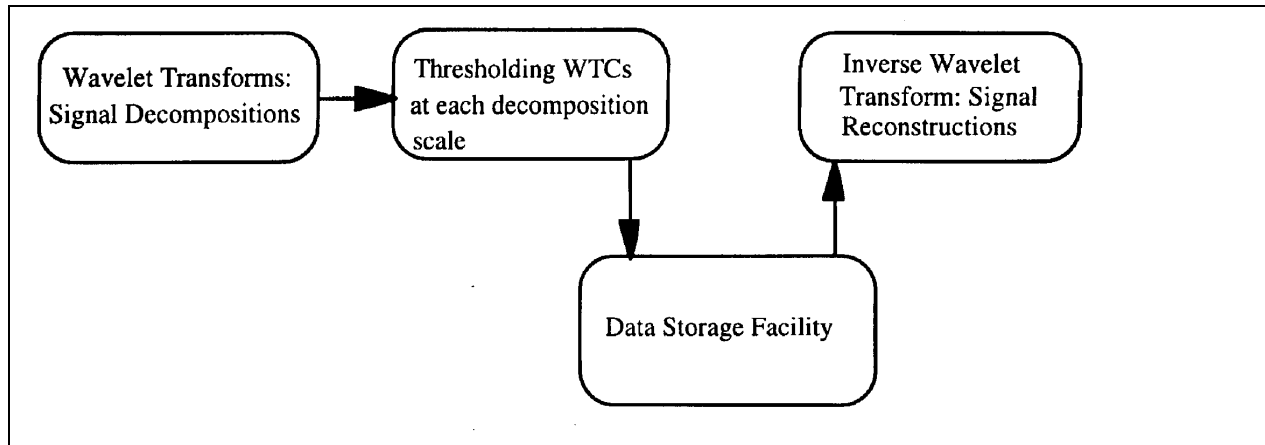 Wavelet Transforms:
Signal Decompositions
Thresholding WTCs
at each decomposition
scale
Inverse Wavelet
Transform: Signal
Reconstructions
Data Storage Facility